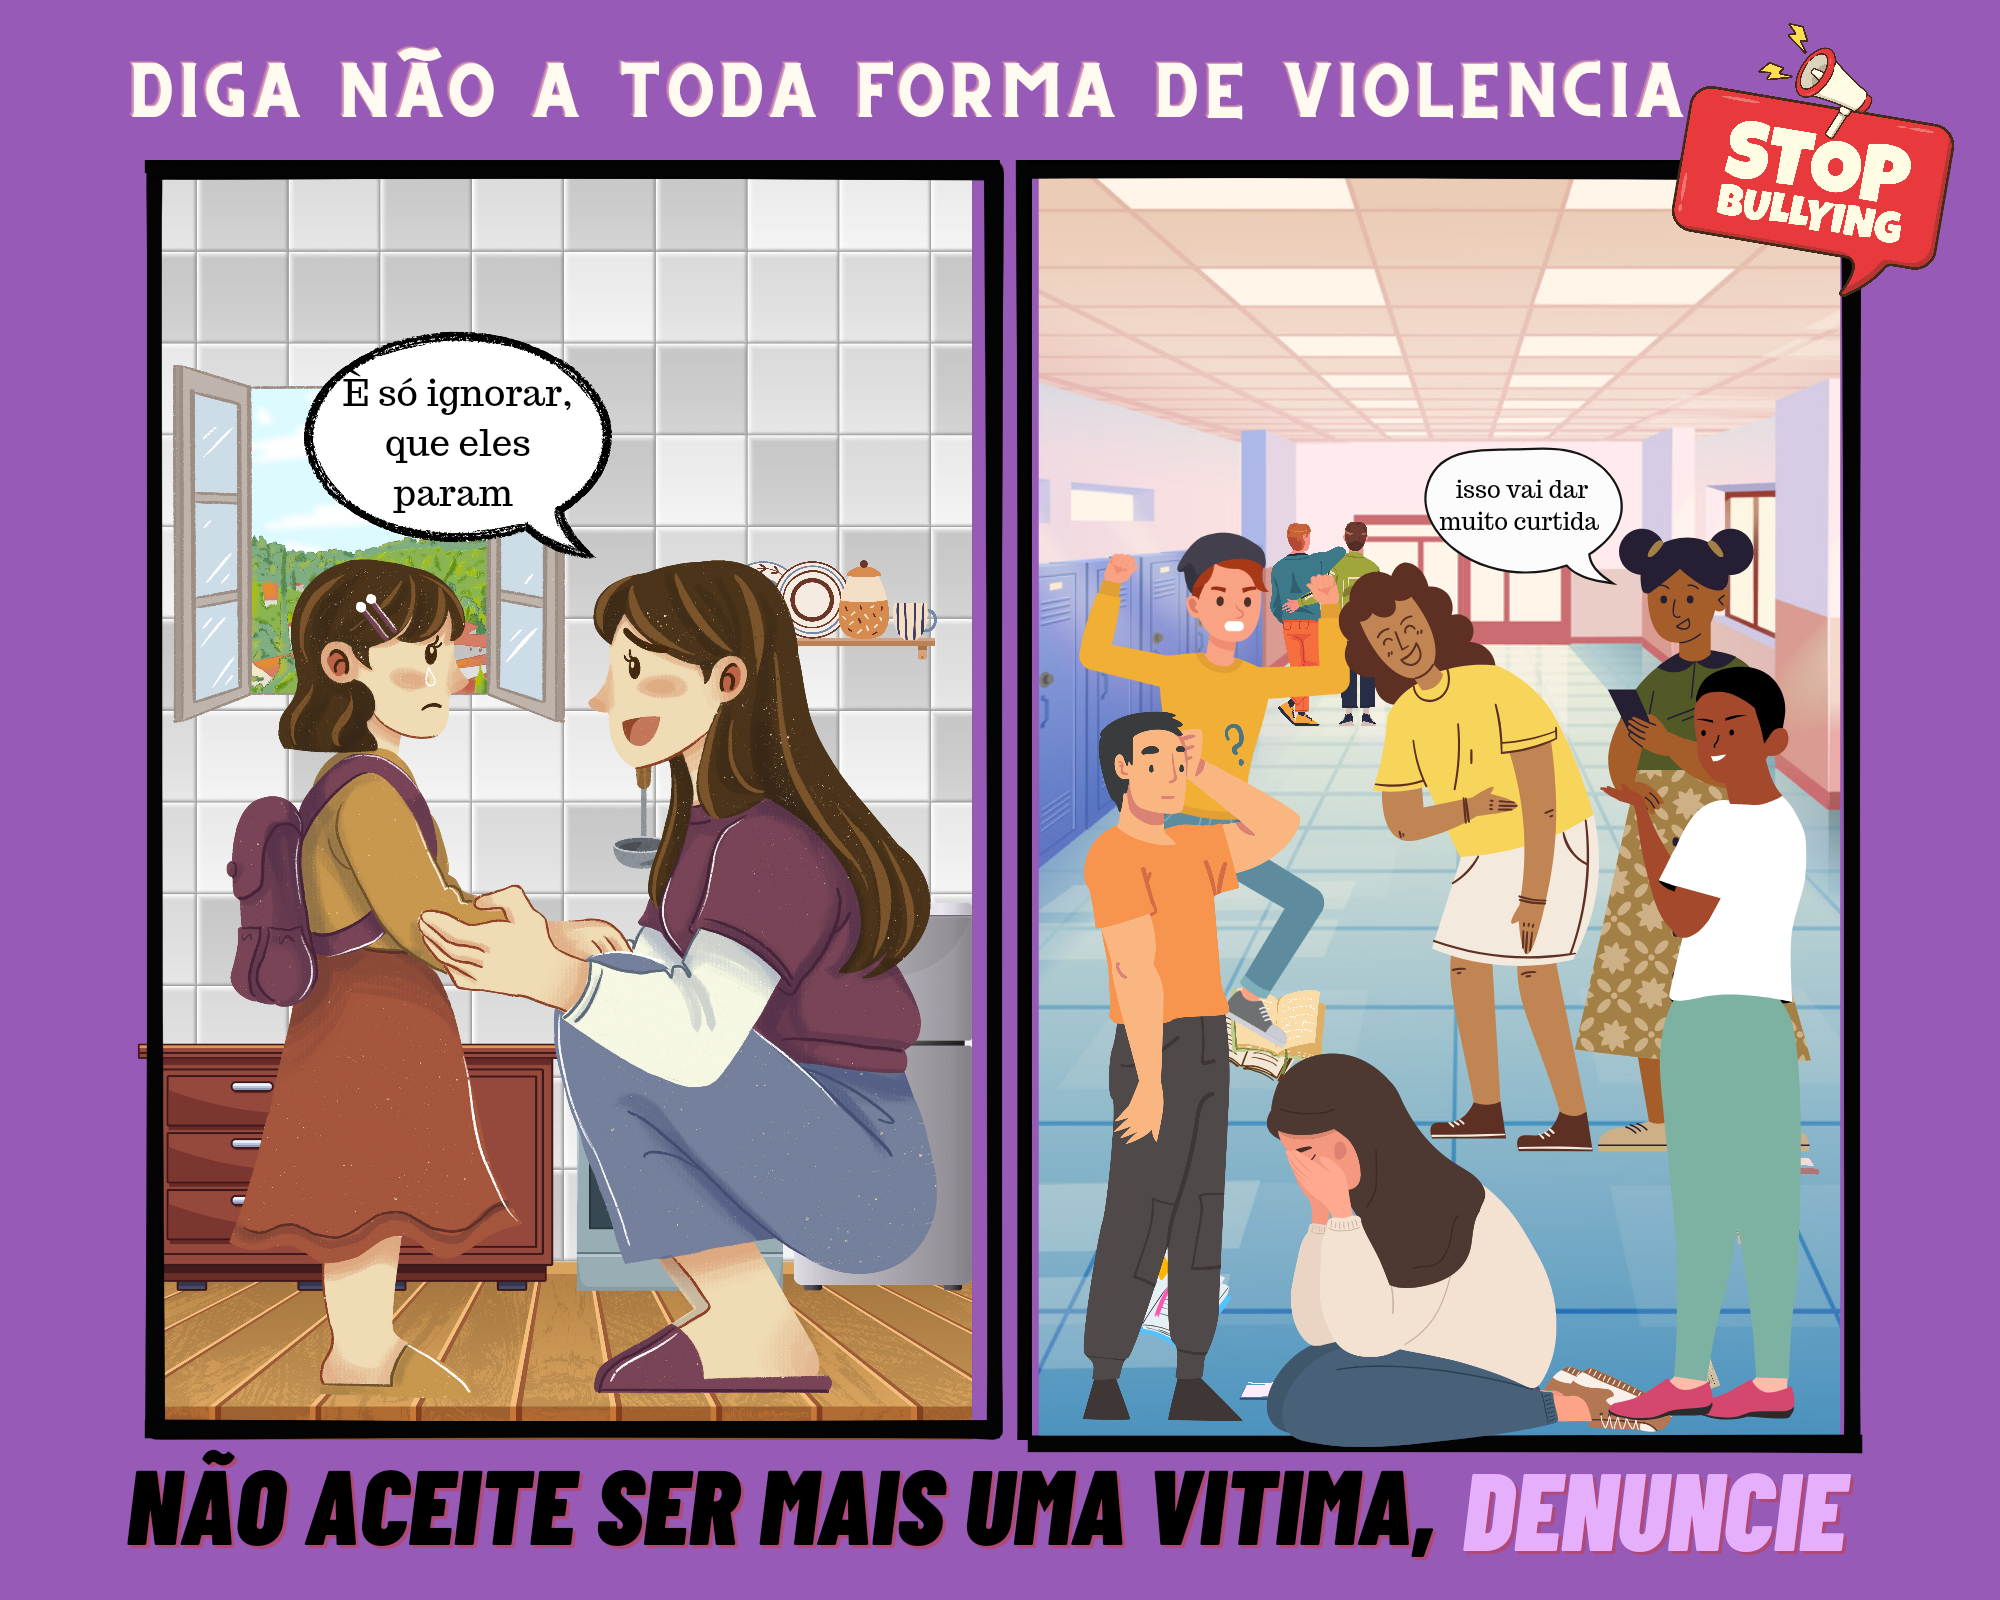 DIGA NÃO A TODA FORMA DE VIOLENCIA
STOP
BULLYING
È só ignorar,
que eles
param
isso vai dar
muito curtida
?
NÃO ACEITE SER MAIS UMA VITIMA, DENUNCIE